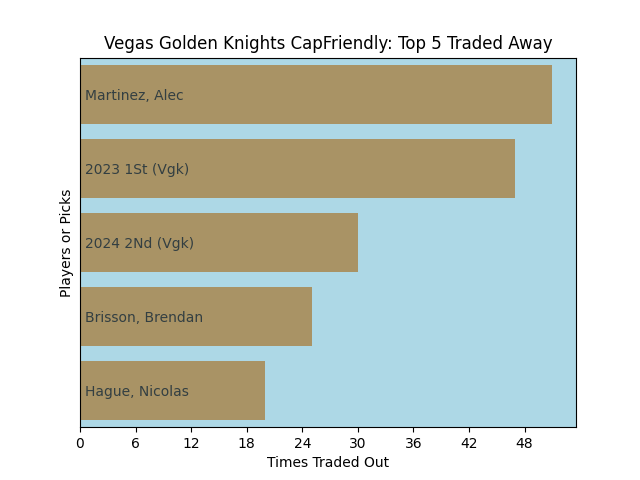 Vegas Golden Knights CapFriendly: Top 5 Traded Away
Players or Picks
Martinez, Alec
2023 1St (Vgk)
2024 2Nd (Vgk)
Brisson, Brendan
Hague, Nicolas
0 6 12 18 24 30 36 42 48
Times Traded Out